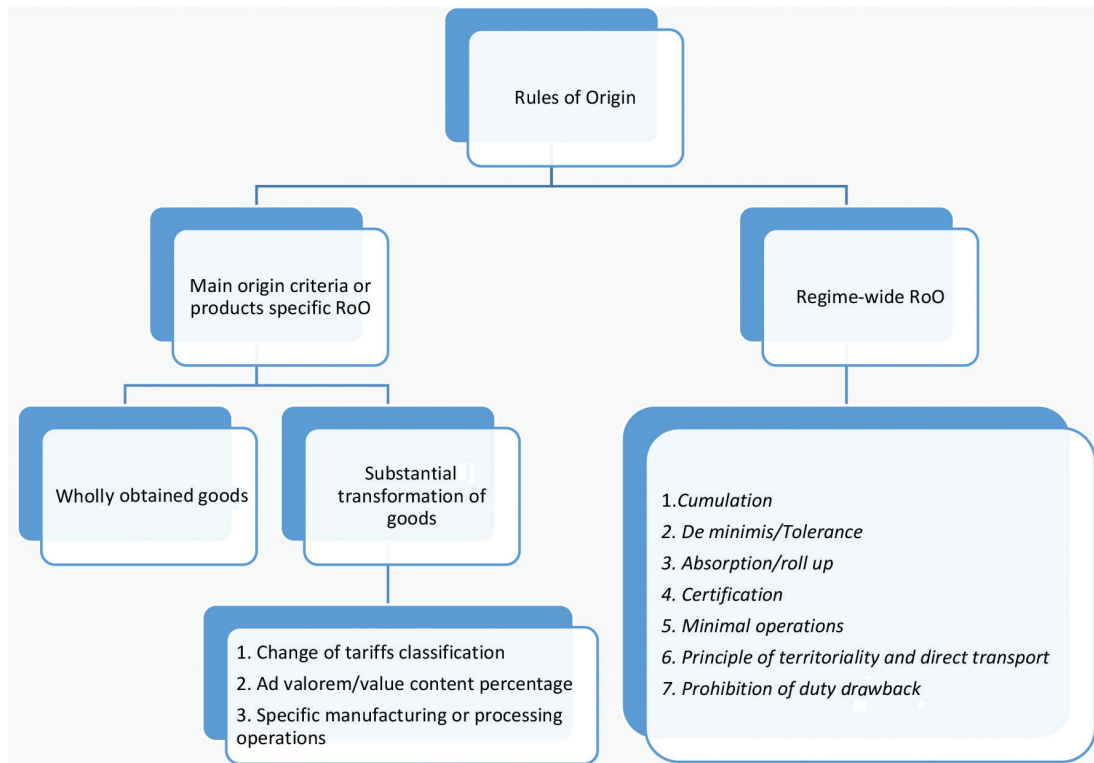 Rules of Origin
Main origin criteria or
products specific RoO
Regime-wide RoO
Wholly obtained goods
Substantial
transformation of
goods
1. Change of tariffs classification
2. Ad valorem/value content percentage
3. Specific manufacturing or processing
operations
1.Cumulation
2. De minimis/Tolerance
3. Absorption/roll up
4. Certification
5. Minimal operations
6. Principle of territoriality and direct transport
7. Prohibition of duty drawback